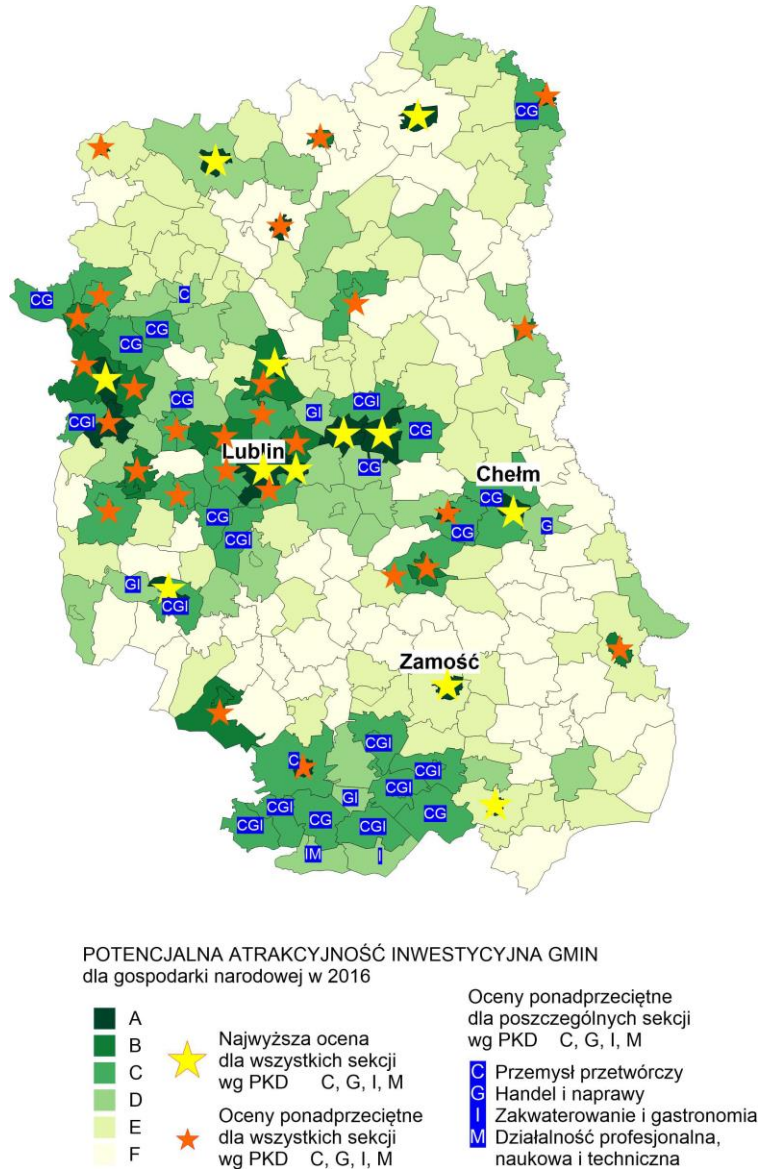 CG
C
CG
CG
CG
CGI
CG
GI
CGI
CG
Lublin
CG
Chełm
CG
CG
G
CG
CGI
GI
CGI
Zamość
CGI
C
CGI
CGI
GI
CGI
CG
CG
CGI
CGI
IM
I
POTENCJALNA ATRAKCYJNOŚĆ INWESTYCYJNA GMIN
dla gospodarki narodowej w 2016
A
B
C
D
E
F
Najwyższa ocena
dla wszystkich sekcji
wg PKD C, G, I, M
Oceny ponadprzeciętne
dla wszystkich sekcji
wg PKD C, G, I, M
Oceny ponadprzeciętne
dla poszczególnych sekcji
wg PKD C, G, I, M
C Przemysł przetwórczy
G Handel i naprawy
I Zakwaterowanie i gastronomia
M Działalność profesjonalna,
naukowa i techniczna